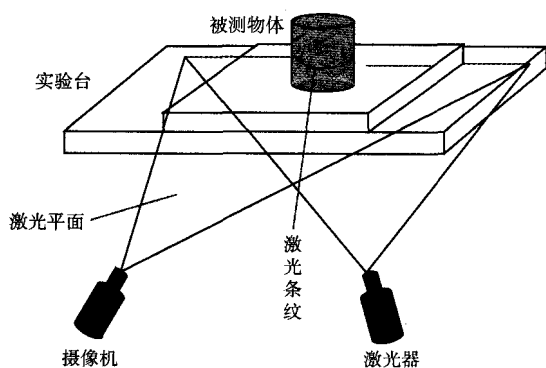 被测物体
实验台
激光平面
激光条纹
摄像机
激光器